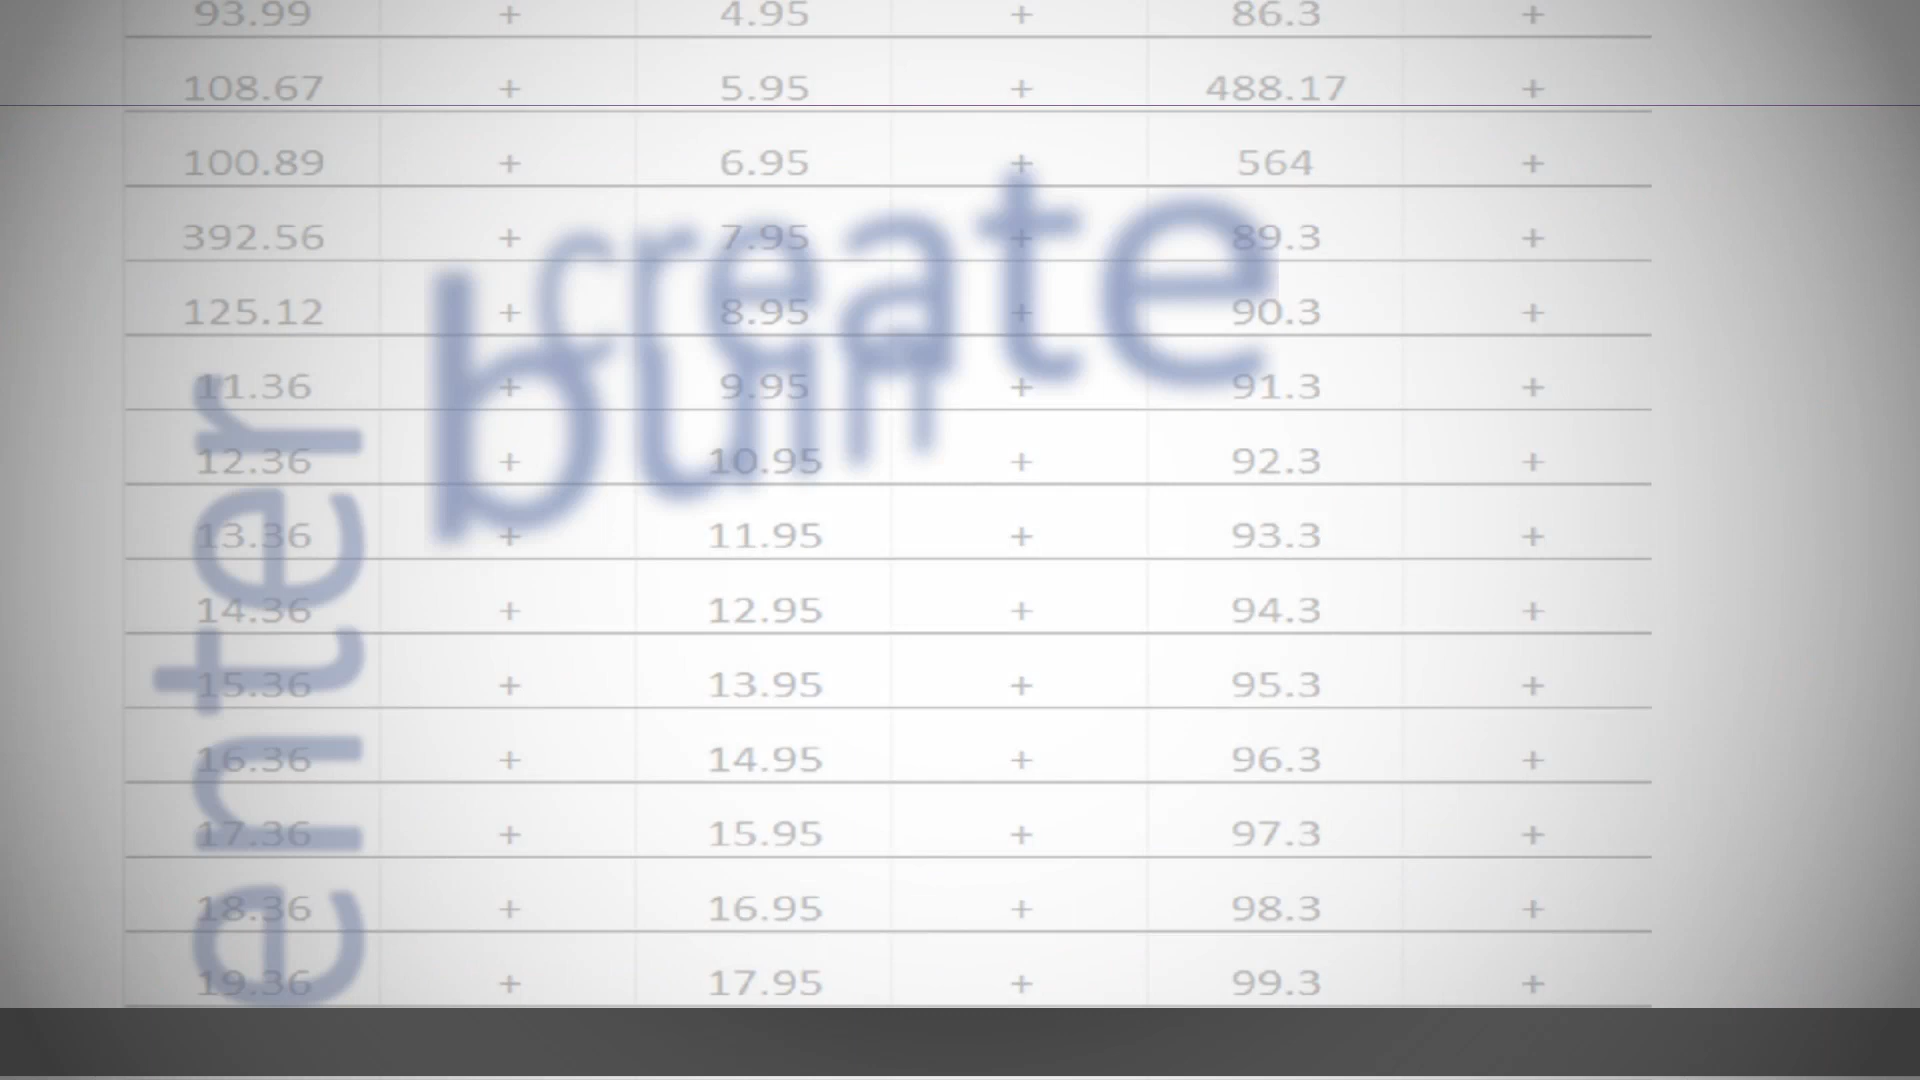 93.99 + 4.95 + 86.3 +
108.67 + 5.95 + 488.17 +
100.89 + 6.95 + 564 +
392.56 + 7.95 + 89.3 +
125.12 + 8.95 + 90.3 +
11.36 + 9.95 + 91.3 +
12.36 + 10.95 + 92.3 +
13.36 + 11.95 + 93.3 +
14.36 + 12.95 + 94.3 +
15.36 + 13.95 + 95.3 +
16.36 + 14.95 + 96.3 +
17.36 + 15.95 + 97.3 +
18.36 + 16.95 + 98.3 +
19.36 + 17.95 + 99.3 +
create
enter